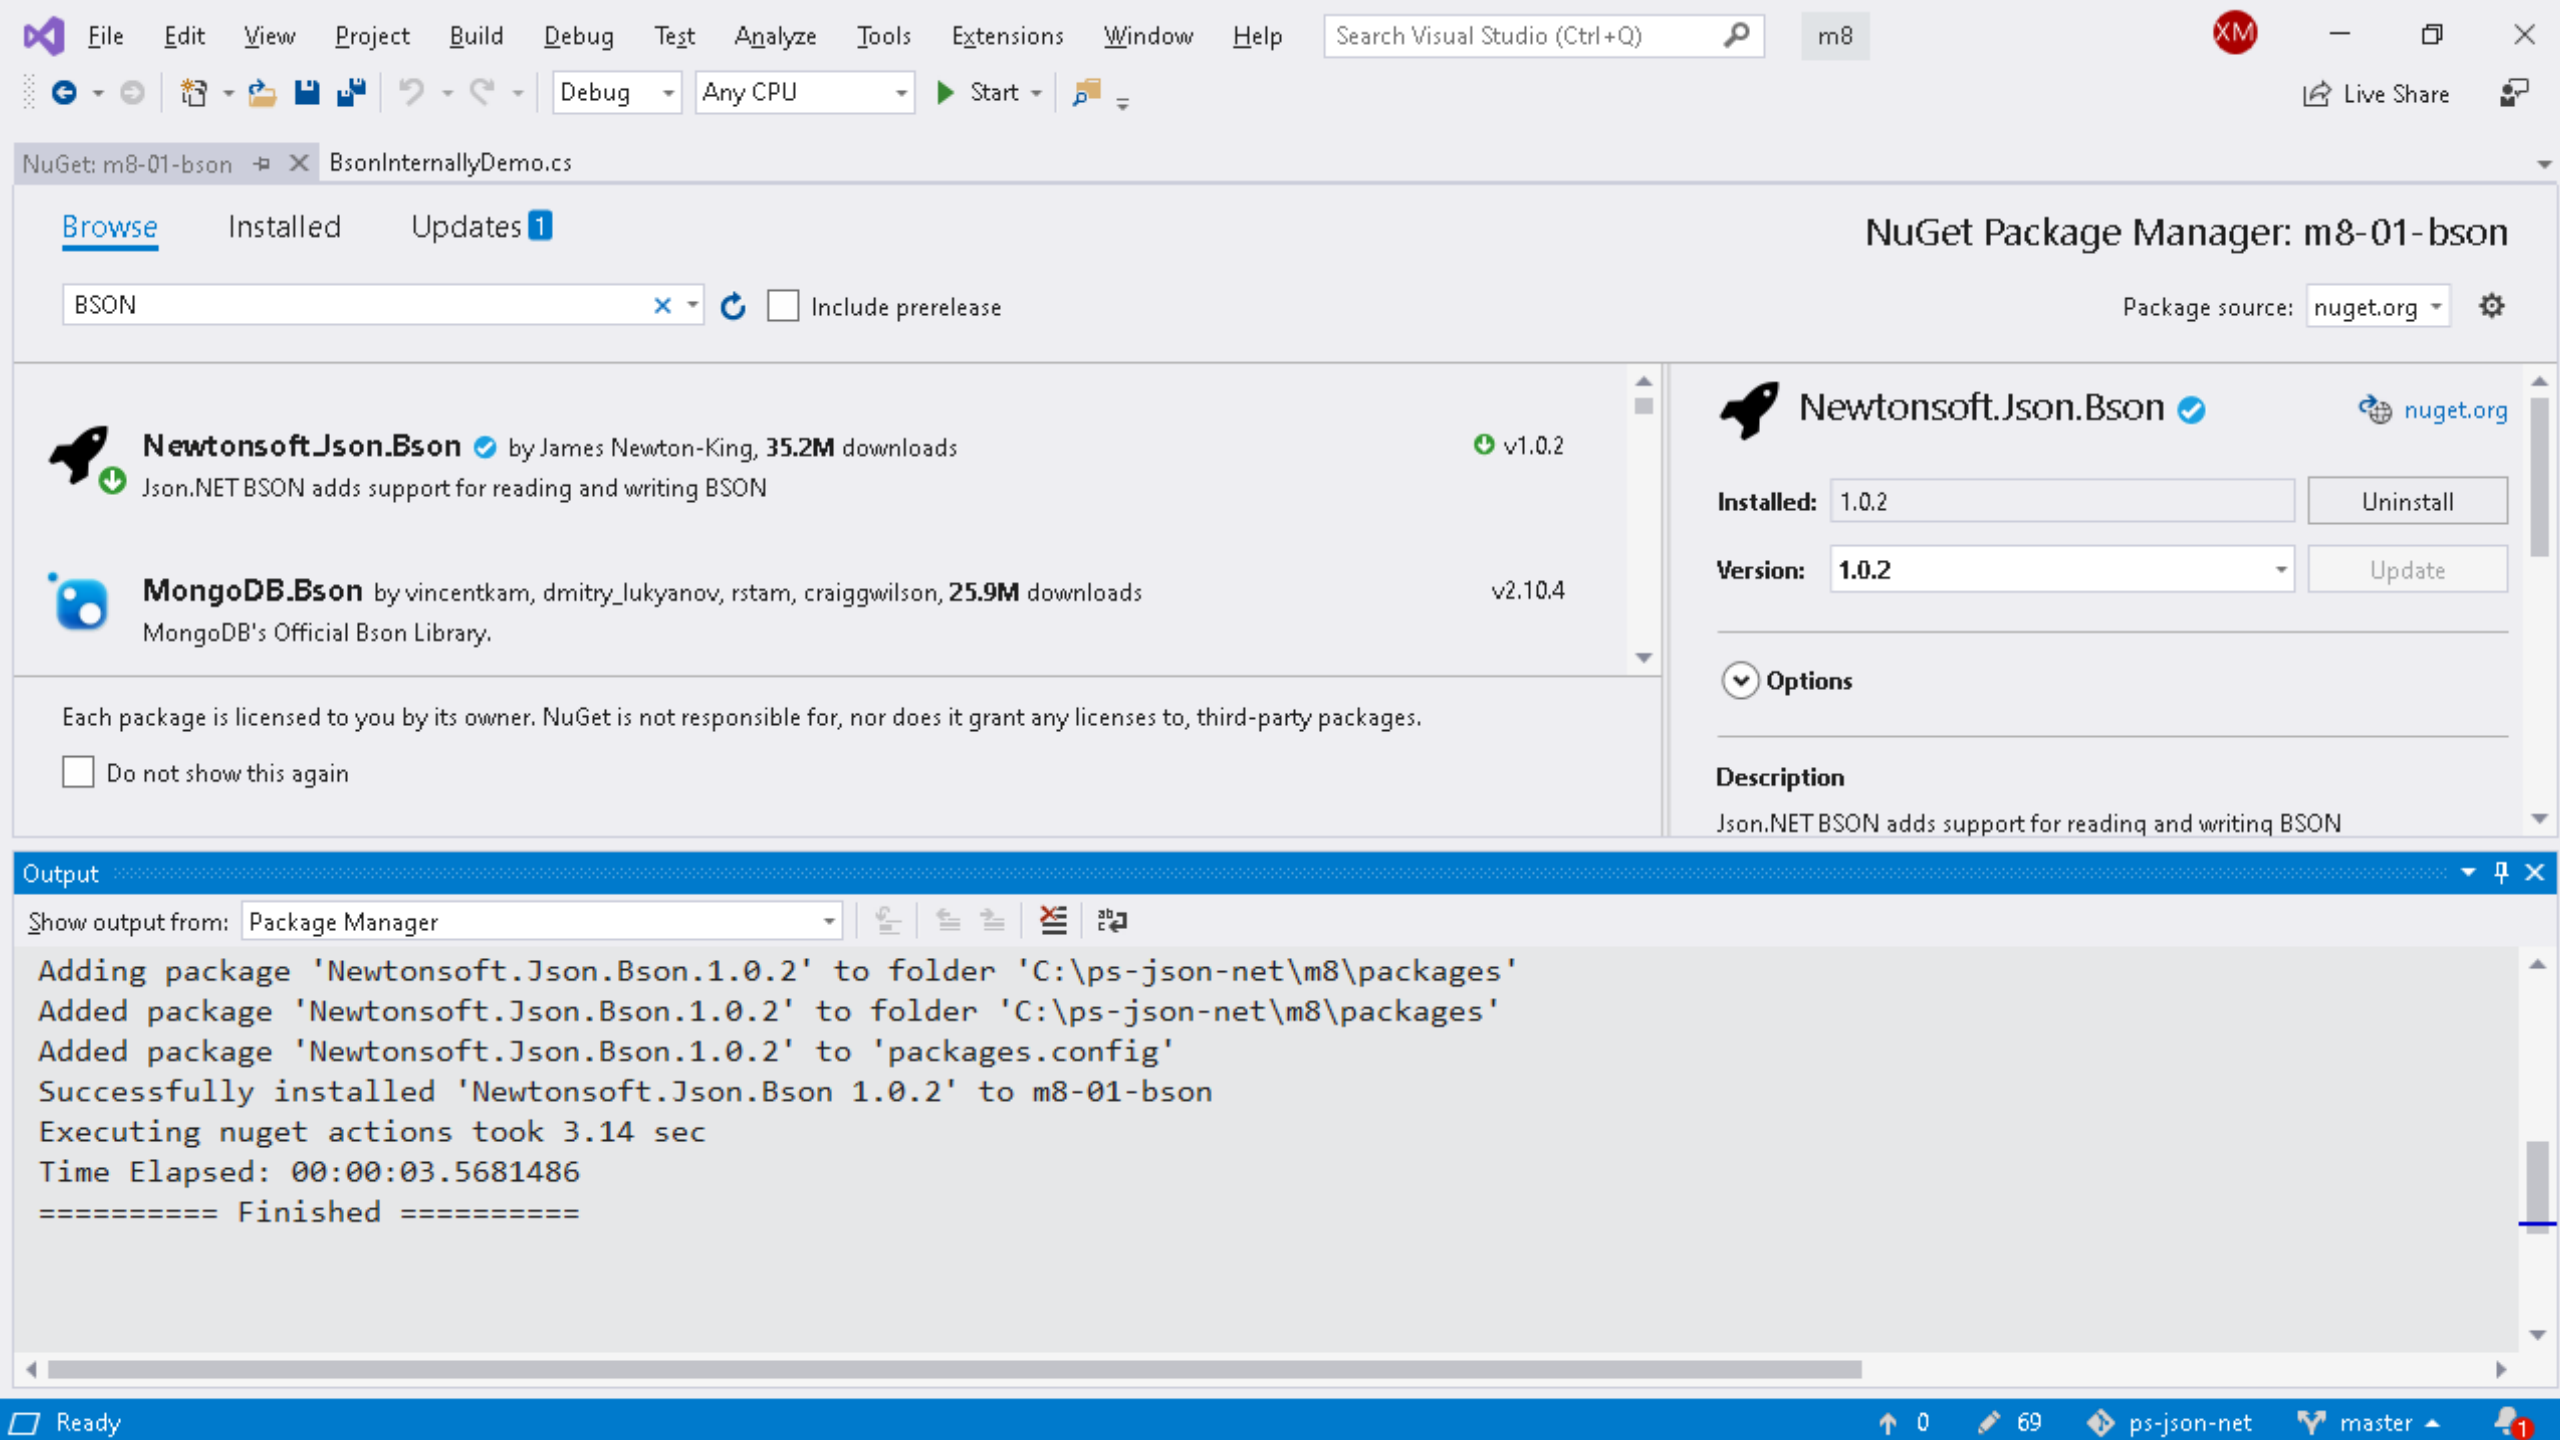 File Edit View Project Build Debug Test Analyze Tools Extensions Window Help Search Visual Studio (Ctrl+Q) m8 XM
Debug Any CPU Start Live Share
NuGet: m8-01-bson BsonInternallyDemo.cs
Browse Installed Updates 1 NuGet Package Manager: m8-01-bson
BSON Include prerelease Package source: nuget.org
Newtonsoft.Json.Bson by James Newton-King, 35.2M downloads v1.0.2
Json.NET BSON adds support for reading and writing BSON
MongoDB.Bson by vincentkam, dmitry_lukyanov, rstam, craiggwilson, 25.9M downloads v2.10.4
MongoDB's Official Bson Library.
Each package is licensed to you by its owner. NuGet is not responsible for, nor does it grant any licenses to, third-party packages.
Do not show this again
Newtonsoft.Json.Bson nuget.org
Installed: 1.0.2 Uninstall
Version: 1.0.2 Update
Options
Description
Json.NET BSON adds support for reading and writing BSON
Output
Show output from: Package Manager
Adding package 'Newtonsoft.Json.Bson.1.0.2' to folder 'C:\ps-json-net\m8\packages'
Added package 'Newtonsoft.Json.Bson.1.0.2' to folder 'C:\ps-json-net\m8\packages'
Added package 'Newtonsoft.Json.Bson.1.0.2' to 'packages.config'
Successfully installed 'Newtonsoft.Json.Bson 1.0.2' to m8-01-bson
Executing nuget actions took 3.14 sec
Time Elapsed: 00:00:03.5681486
========== Finished ==========
Ready 0 69 ps-json-net master 1